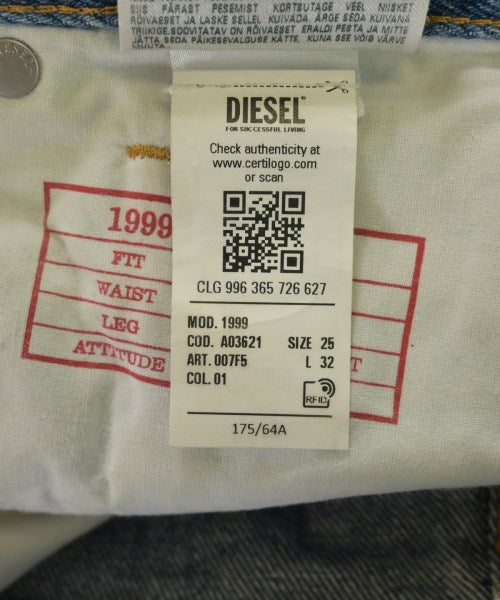 PESEMIST KORTSUTAGE VEEL NIISKET
RÕIVAESET JA LASKE SELLEL KUIVADA. ÄRGE SEDA KUIVANA
TRIIKIGE. SOOVITATAV ON RÕIVAESET ERALDI PESTA JA MITTE
JÄTTA SEDA PÄIKESEVALGUSE KÄTTE, KUNA SEE VÕIB VÄRVE
MUUTA
DIESEL
FOR SUCCESSFUL LIVING
Check authenticity at
www.certilogo.com
or scan
CLG 996 365 726 627
MOD. 1999
COD. A03621 SIZE 25
ART. 007F5 L 32
COL. 01
RFID
175/64A
1999
FIT
WAIST
LEG
ATTITUDE